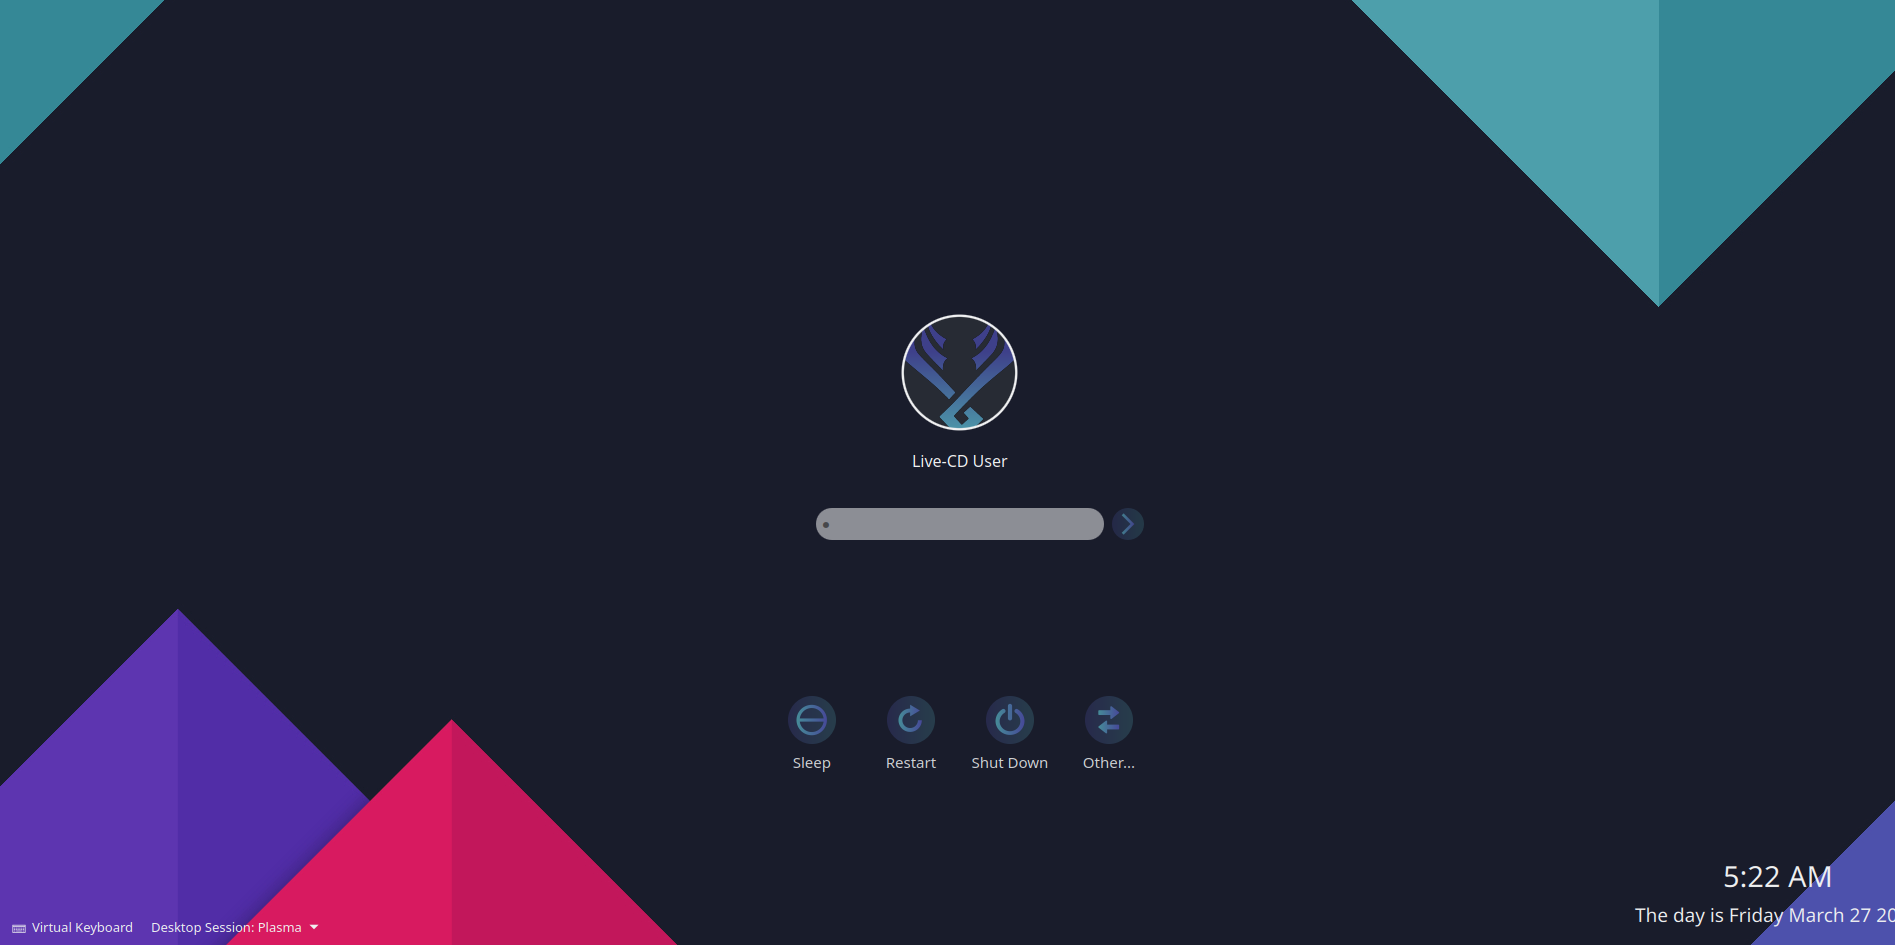 Live-CD User
Sleep Restart Shut Down Other...
5:22 AM
The day is Friday March 27 20
Virtual Keyboard Desktop Session: Plasma